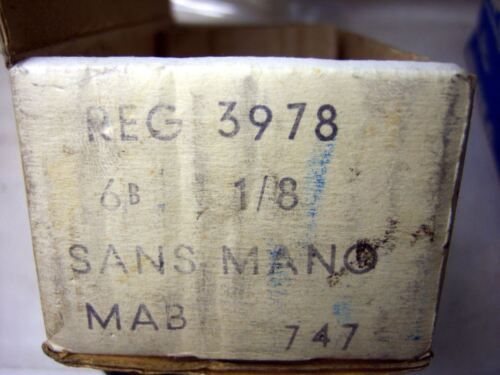 REG 3978
6B 1/8
SANS MANO
MAB 747